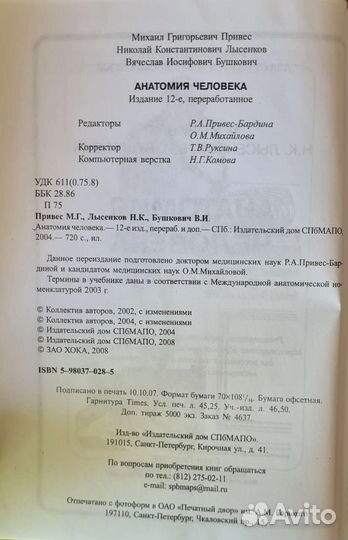 Михаил Григорьевич Привес
Николай Константинович Лысенков
Вячеслав Иосифович Бушкович
АНАТОМИЯ ЧЕЛОВЕКА
Издание 12-е, переработанное
Редакторы Р.А.Привес-Бардина
О.М.Михайлова
Корректор Т.В.Руксина
Компьютерная верстка Н.Г.Комова
УДК 611(0.75.8)
ББК 28.86
П 75
Привес М.Г., Лысенков Н.К., Бушкович В.И.
Анатомия человека.— 12-е изд., перераб. и доп.— СПб.: Издательский дом СПбМАПО,
2004.— 720 с., ил.
Данное переиздание подготовлено доктором медицинских наук Р.А.Привес-Бар-
диной и кандидатом медицинских наук О.М.Михайловой.
Термины в учебнике даны в соответствии с Международной анатомической но-
менклатурой 2003 г.
© Коллектив авторов, 2002, с изменениями
© Коллектив авторов, 2004, с изменениями
© Издательский дом СПбМАПО, 2004
© Издательский дом СПбМАПО, 2008
© ЗАО ХОКА, 2008
ISBN 5–98037–028–5
Подписано в печать 10.10.07. Формат бумаги 70×108¹/₁₆. Бумага офсетная.
Гарнитура Times. Усл. печ. л. 45,25. Уч.-изд. л. 46,50.
Доп. тираж 5000 экз. Заказ № 4637.
Изд-во «Издательский дом СПбМАПО».
191015, Санкт-Петербург, Кирочная ул., д. 41.
По вопросам приобретения книг обращаться
по тел.: (812) 275-02-11
e-mail: spbmaps@mail.ru
Отпечатано с фотоформ в ОАО «Печатный двор» им. А.М.
197110, Санкт-Петербург, Чкаловский
Avito